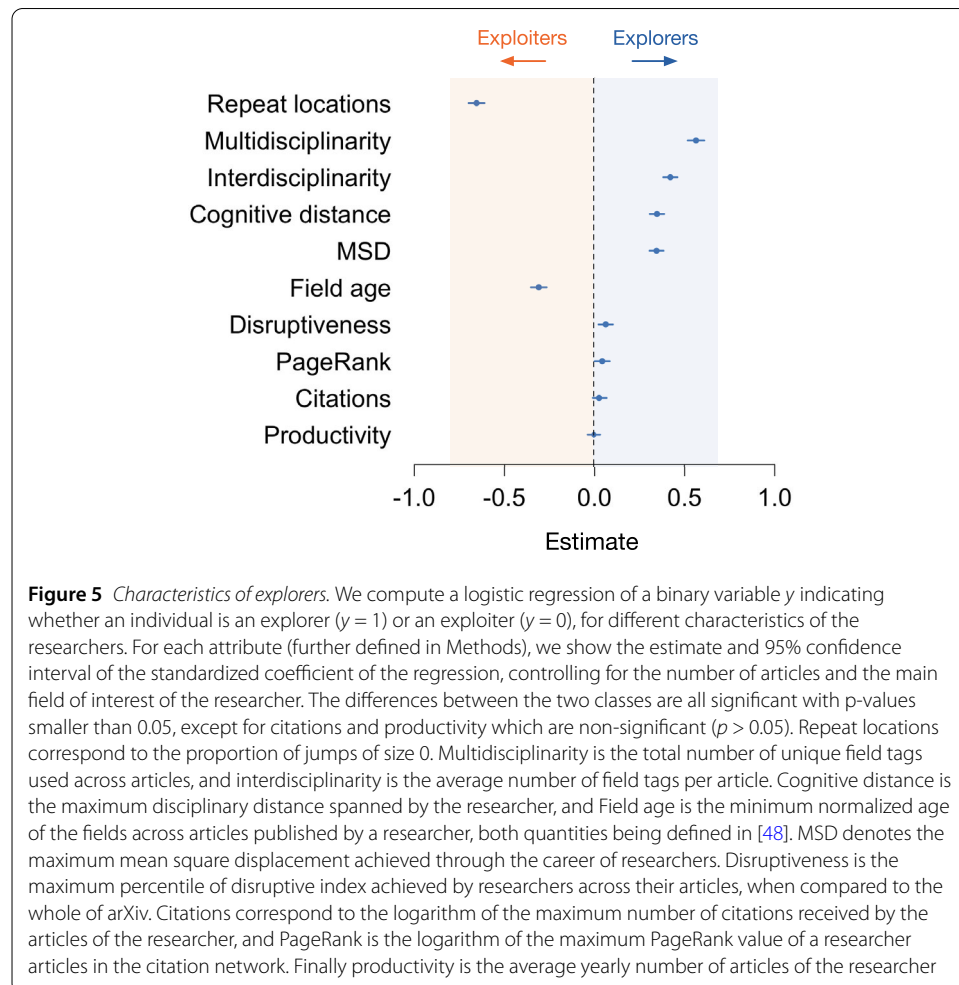 Exploiters Explorers
Repeat locations
Multidisciplinarity
Interdisciplinarity
Cognitive distance
MSD
Field age
Disruptiveness
PageRank
Citations
Productivity
-1.0 -0.5 0.0 0.5 1.0
Estimate
Figure 5 Characteristics of explorers. We compute a logistic regression of a binary variable y indicating
whether an individual is an explorer (y = 1) or an exploiter (y = 0), for different characteristics of the
researchers. For each attribute (further defined in Methods), we show the estimate and 95% confidence
interval of the standardized coefficient of the regression, controlling for the number of articles and the main
field of interest of the researcher. The differences between the two classes are all significant with p-values
smaller than 0.05, except for citations and productivity which are non-significant (p > 0.05). Repeat locations
correspond to the proportion of jumps of size 0. Multidisciplinarity is the total number of unique field tags
used across articles, and interdisciplinarity is the average number of field tags per article. Cognitive distance is
the maximum disciplinary distance spanned by the researcher, and Field age is the minimum normalized age
of the fields across articles published by a researcher, both quantities being defined in [48]. MSD denotes the
maximum mean square displacement achieved through the career of researchers. Disruptiveness is the
maximum percentile of disruptive index achieved by researchers across their articles, when compared to the
whole of arXiv. Citations correspond to the logarithm of the maximum number of citations received by the
articles of the researcher, and PageRank is the logarithm of the maximum PageRank value of a researcher
articles in the citation network. Finally productivity is the average yearly number of articles of the researcher